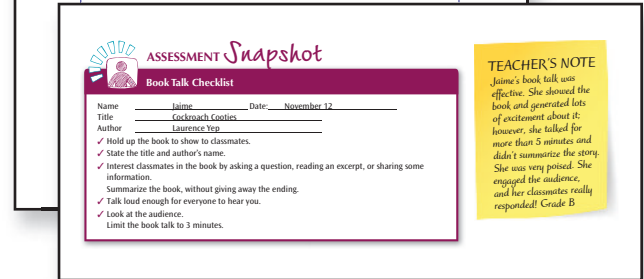 ASSESSMENT Snapshot
Book Talk Checklist
Name Jaime Date: November 12
Title Cockroach Cooties
Author Laurence Yep
✓ Hold up the book to show to classmates.
✓ State the title and author's name.
✓ Interest classmates in the book by asking a question, reading an excerpt, or sharing some
information.
Summarize the book, without giving away the ending.
✓ Talk loud enough for everyone to hear you.
✓ Look at the audience.
Limit the book talk to 3 minutes.
TEACHER'S NOTE
Jaime's book talk was
effective. She showed the
book and generated lots
of excitement about it;
however, she talked for
more than 5 minutes and
didn't summarize the story.
She was very poised. She
engaged the audience,
and her classmates really
responded! Grade B